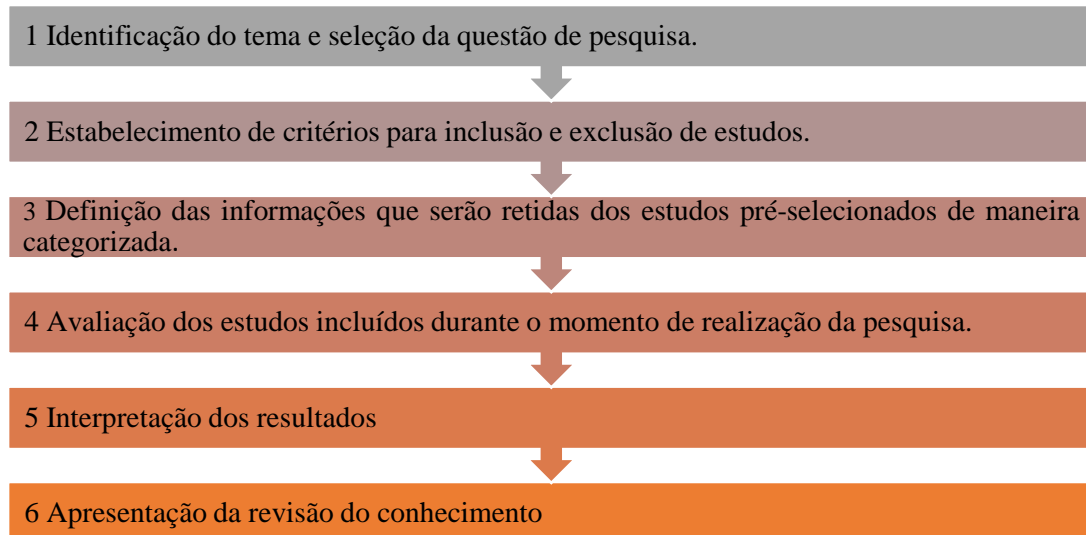 1 Identificação do tema e seleção da questão de pesquisa.
2 Estabelecimento de critérios para inclusão e exclusão de estudos.
3 Definição das informações que serão retidas dos estudos pré-selecionados de maneira
categorizada.
4 Avaliação dos estudos incluídos durante o momento de realização da pesquisa.
5 Interpretação dos resultados
6 Apresentação da revisão do conhecimento